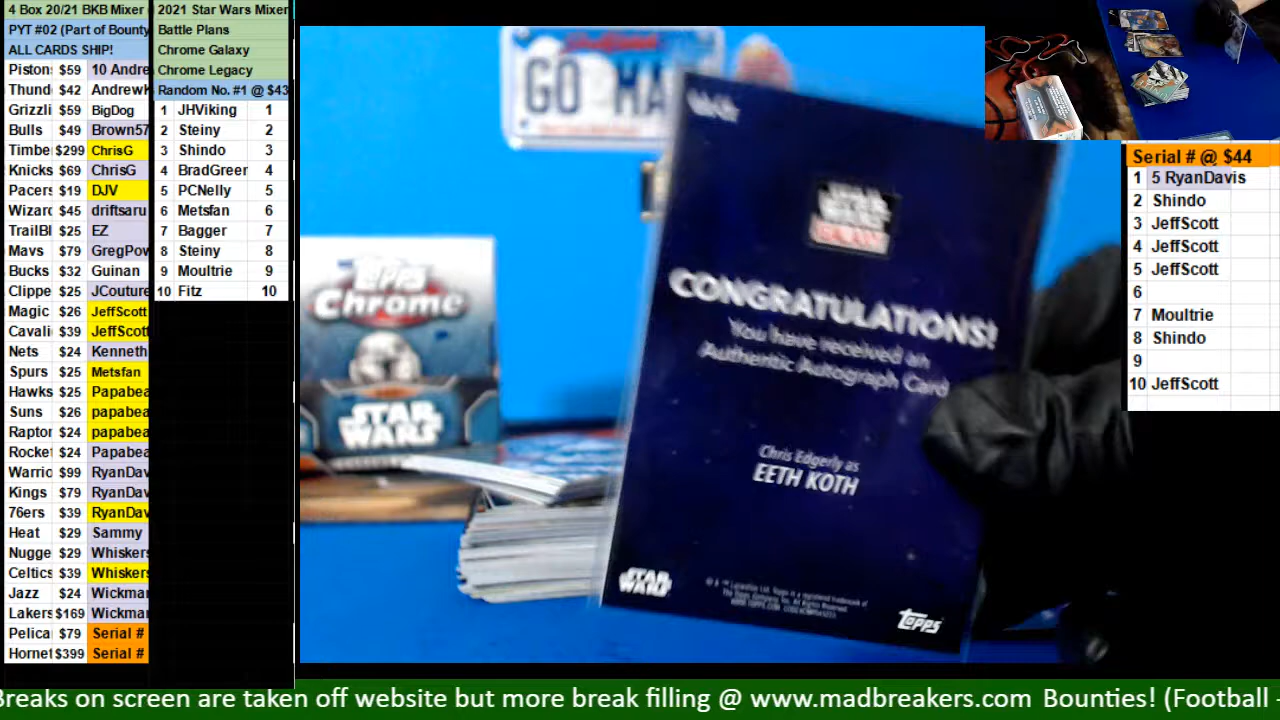 4 Box 20/21 BKB Mixer
PYT #02 (Part of Bounty
ALL CARDS SHIP!
Piston $59 10 Andre
Thund $42 AndrewK
Grizzli $59 BigDog
Bulls $49 Brown57
Timbe $299 ChrisG
Knicks $69 ChrisG
Pacers $19 DJV
Wizard $45 driftsaru
TrailBl $25 EZ
Mavs $79 GregPow
Bucks $32 Guinan
Clippe $25 JCouture
Magic $26 JeffScott
Cavali $39 JeffScott
Nets $24 Kenneth
Spurs $25 Metsfan
Hawks $25 Papabea
Suns $26 papabea
Raptor $24 papabea
Rocket $24 Papabea
Warric $99 RyanDav
Kings $79 RyanDav
76ers $39 RyanDav
Heat $29 Sammy
Nugge $29 Whiskers
Celtics $39 Whiskers
Jazz $24 Wickmar
Lakers $169 Wickmar
Pelica $79 Serial #
Hornet $399 Serial #
2021 Star Wars Mixer
Battle Plans
Chrome Galaxy
Chrome Legacy
Random No. #1 @ $43
1 JHViking 1
2 Steiny 2
3 Shindo 3
4 BradGreer 4
5 PCNelly 5
6 Metsfan 6
7 Bagger 7
8 Steiny 8
9 Moultrie 9
10 Fitz 10
GO HA
Topps
Chrome
STAR
WARS
STAR
WARS
CONGRATULATIONS!
You have received an
Authentic Autograph Card
Chris Edgerly as
EETH KOTH
STAR
WARS
Topps
Serial # @ $44
1 5 RyanDavis
2 Shindo
3 JeffScott
4 JeffScott
5 JeffScott
6
7 Moultrie
8 Shindo
9
10 JeffScott
Breaks on screen are taken off website but more break filling @ www.madbreakers.com Bounties! (Football -